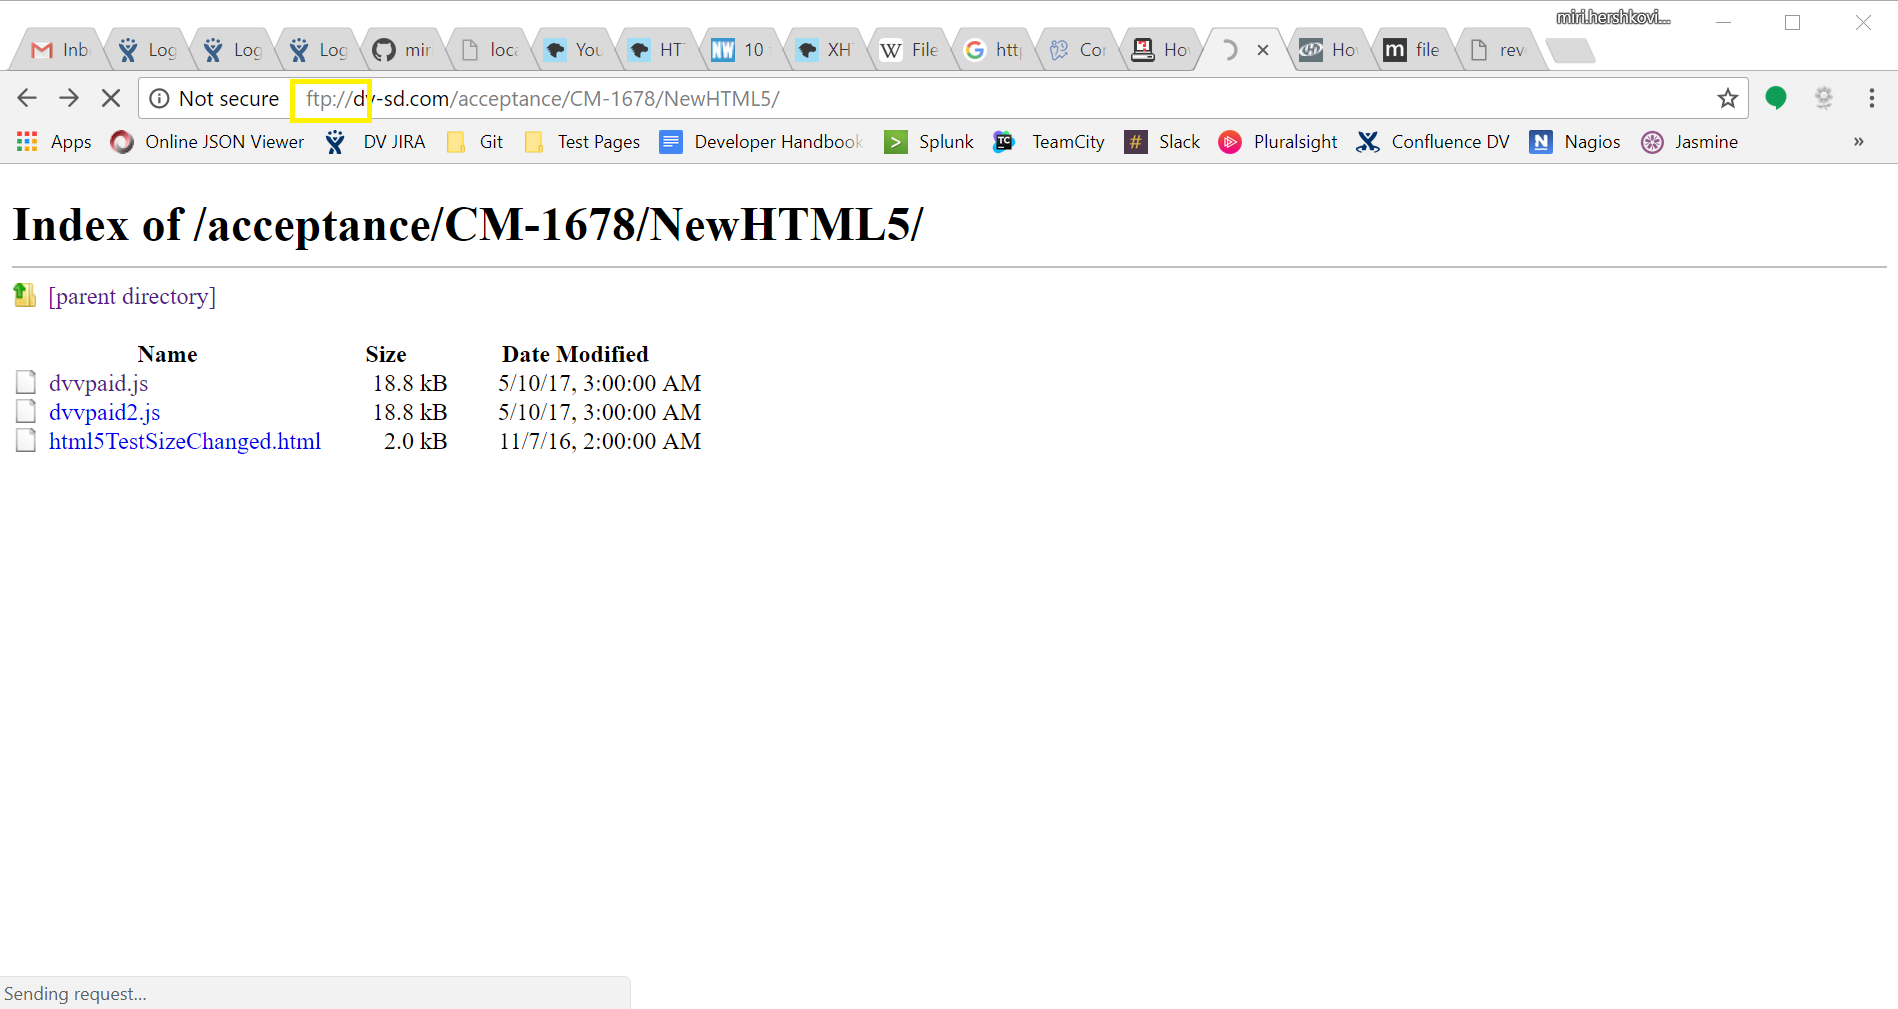 miri.hershkovi...
Inb Log Log Log mir loca You HT 10 XH File http Cor Ho Ho file rev
Not secure ftp://dv-sd.com/acceptance/CM-1678/NewHTML5/
Apps Online JSON Viewer DV JIRA Git Test Pages Developer Handbook Splunk TeamCity Slack Pluralsight Confluence DV Nagios Jasmine »
Index of /acceptance/CM-1678/NewHTML5/
[parent directory]
Name Size Date Modified
dvvpaid.js 18.8 kB 5/10/17, 3:00:00 AM
dvvpaid2.js 18.8 kB 5/10/17, 3:00:00 AM
html5TestSizeChanged.html 2.0 kB 11/7/16, 2:00:00 AM
Sending request...